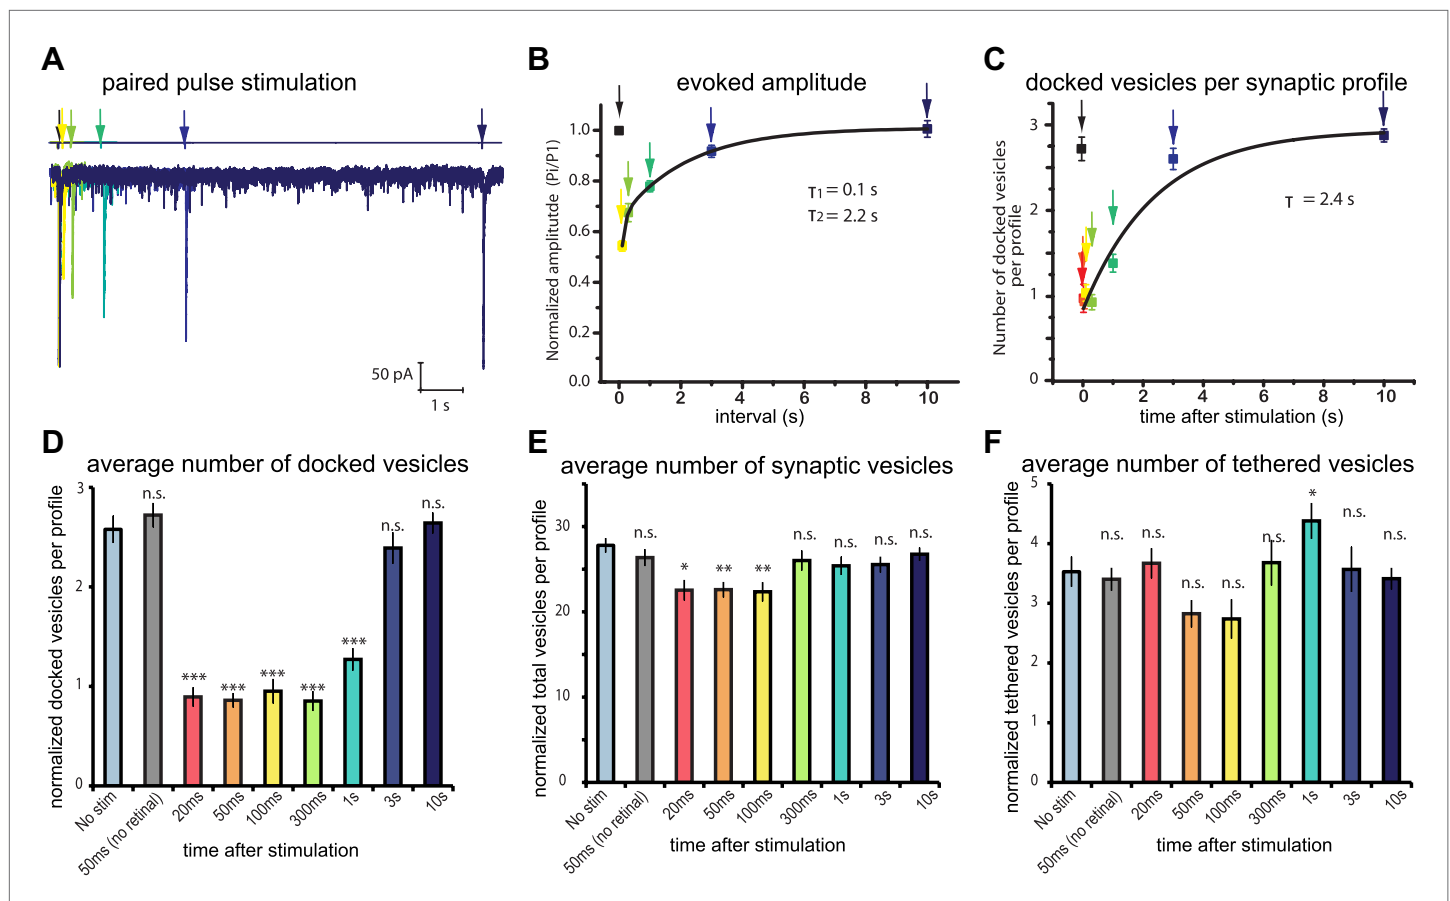 A
paired pulse stimulation
50 pA
1 s
B
evoked amplitude
Normalized amplitutde (Pi/P1)
1.0
0.8
0.6
0.4
0.2
0.0
τ1 = 0.1 s
τ2 = 2.2 s
0 2 4 6 8 10
interval (s)
C
docked vesicles per synaptic profile
Number of docked vesicles
per profile
3
2
1
0
τ = 2.4 s
0 2 4 6 8 10
time after stimulation (s)
D
average number of docked vesicles
normalized docked vesicles per profile
3
2
1
0
n.s.
***
***
***
***
***
n.s.
n.s.
No stim
50ms (no retinal)
20ms
50ms
100ms
300ms
1s
3s
10s
time after stimulation
E
average number of synaptic vesicles
normalized total vesicles per profile
30
20
10
0
n.s.
*
**
**
n.s.
n.s.
n.s.
n.s.
No stim
50ms (no retinal)
20ms
50ms
100ms
300ms
1s
3s
10s
time after stimulation
F
average number of tethered vesicles
normalized tethered vesicles per profile
5
4
3
2
1
0
n.s.
n.s.
n.s.
n.s.
n.s.
*
n.s.
n.s.
No stim
50ms (no retinal)
20ms
50ms
100ms
300ms
1s
3s
10s
time after stimulation